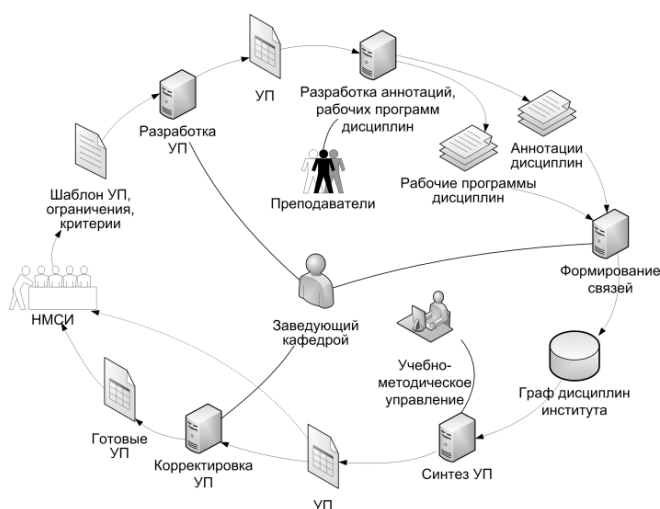 УП
Разработка
УП
Разработка аннотаций,
рабочих программ
дисциплин
Аннотации
дисциплин
Рабочие программы
дисциплин
Преподаватели
Шаблон УП,
ограничения,
критерии
НМСИ
Заведующий
кафедрой
Формирование
связей
Учебно-
методическое
управление
Граф дисциплин
института
Готовые
УП
Корректировка
УП
УП
Синтез УП